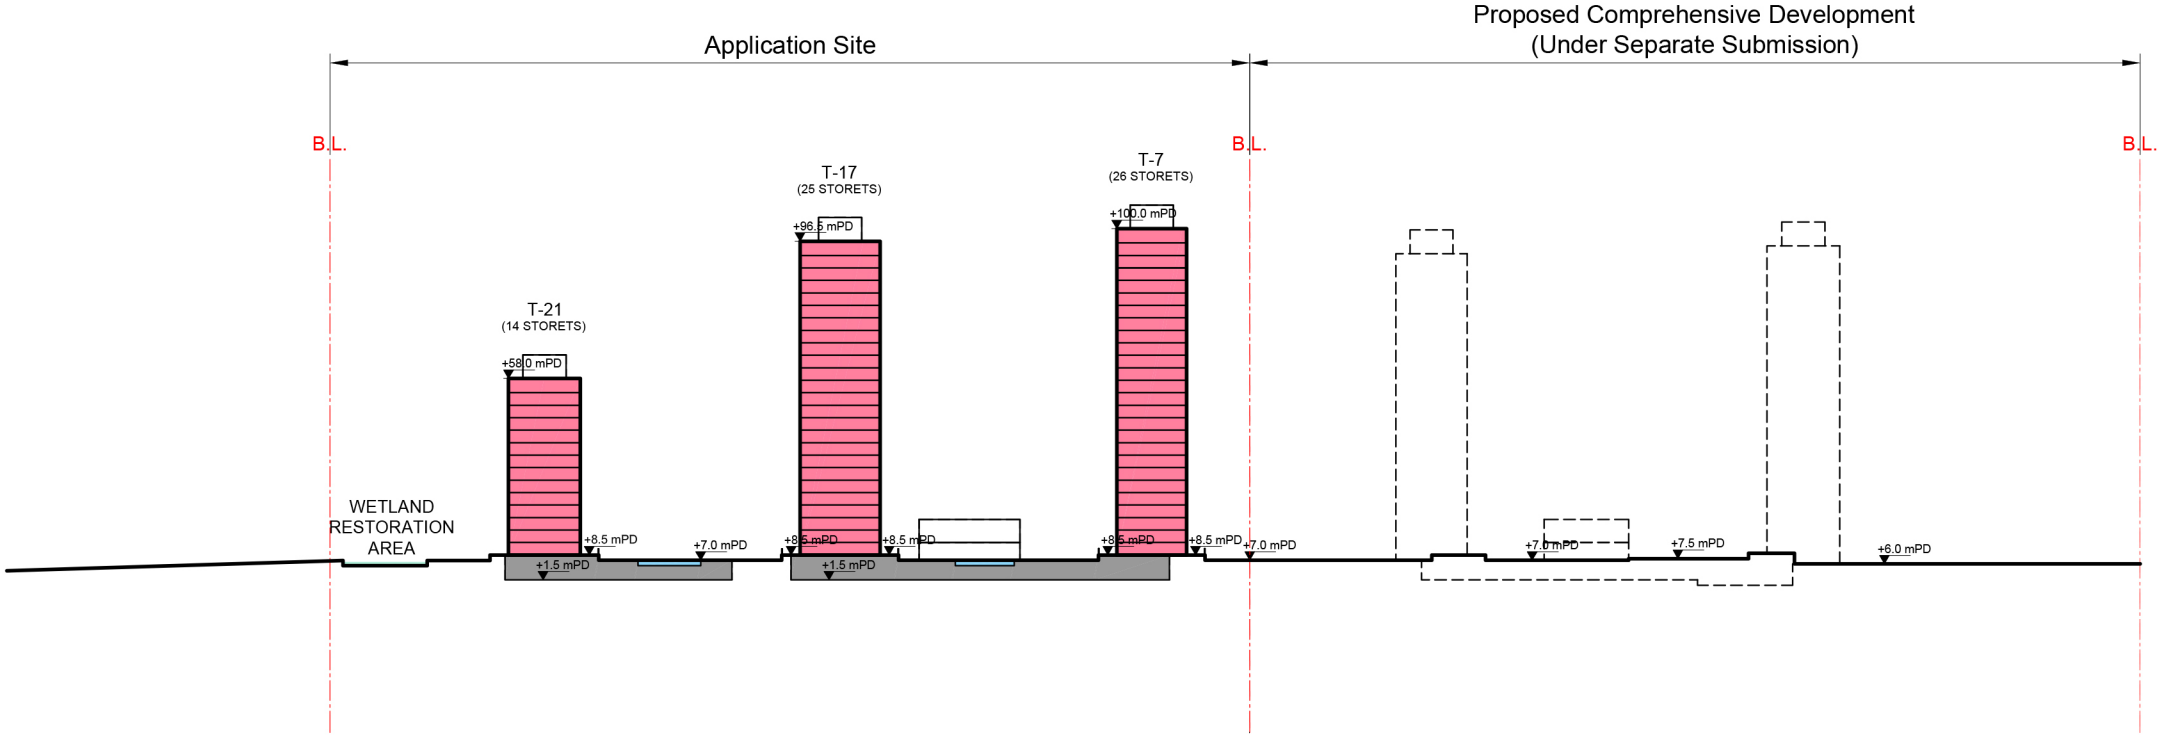 Proposed Comprehensive Development
(Under Separate Submission)
Application Site
B.L.
B.L.
B.L.
T-7
(26 STORETS)
T-17
(25 STORETS)
+100.0 mPD
+96.5 mPD
T-21
(14 STORETS)
+58.0 mPD
WETLAND
RESTORATION
AREA
+8.5 mPD
+7.0 mPD
+8.5 mPD
+8.5 mPD
+8.5 mPD
+8.5 mPD
+7.0 mPD
+7.0 mPD
+7.5 mPD
+6.0 mPD
+1.5 mPD
+1.5 mPD